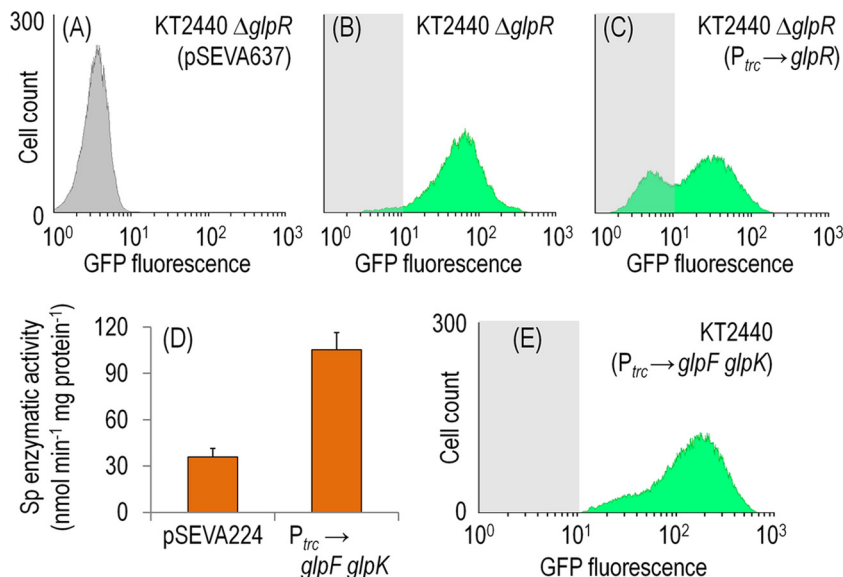 300
(A)
KT2440 ΔglpR
(pSEVA637)
Cell count
0
10⁰ 10¹ 10² 10³
GFP fluorescence
(B)
KT2440 ΔglpR
10⁰ 10¹ 10² 10³
GFP fluorescence
(C)
KT2440 ΔglpR
(Ptrc→glpR)
10⁰ 10¹ 10² 10³
GFP fluorescence
(D)
Sp enzymatic activity
(nmol min⁻¹ mg protein⁻¹)
120
90
60
30
0
pSEVA224
Ptrc→
glpF glpK
300
(E)
KT2440
(Ptrc→glpF glpK)
Cell count
0
10⁰ 10¹ 10² 10³
GFP fluorescence